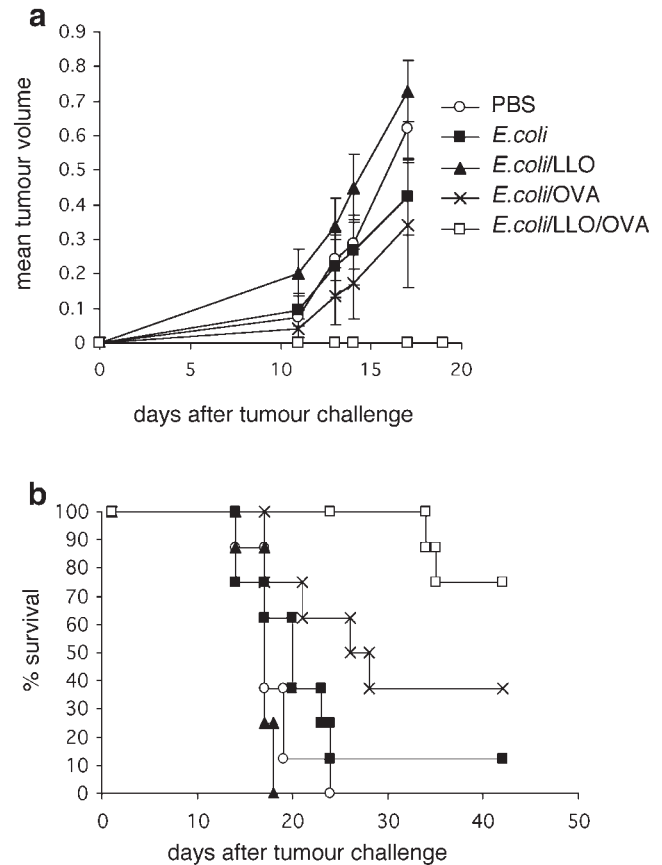 a
0.9
0.8
0.7
0.6
0.5
0.4
0.3
0.2
0.1
0
mean tumour volume
0 5 10 15 20
days after tumour challenge
PBS
E.coli
E.coli/LLO
E.coli/OVA
E.coli/LLO/OVA
b
100
90
80
70
60
50
40
30
20
10
0
% survival
0 10 20 30 40 50
days after tumour challenge